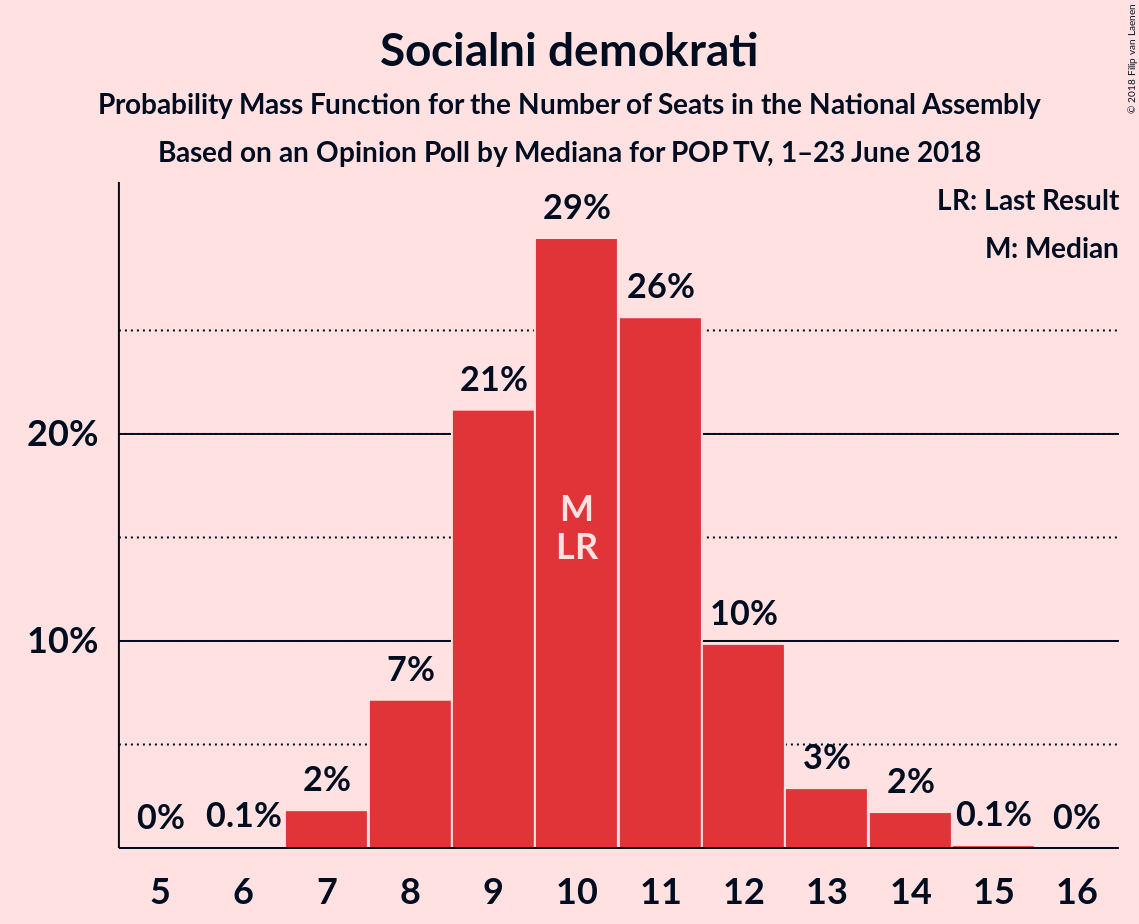 Socialni demokrati
Probability Mass Function for the Number of Seats in the National Assembly
Based on an Opinion Poll by Mediana for POP TV, 1–23 June 2018
© 2018 Filip van Laenen
LR: Last Result
M: Median
20%
10%
0%
0.1%
2%
7%
21%
29%
26%
10%
3%
2%
0.1%
0%
M
LR
5 6 7 8 9 10 11 12 13 14 15 16